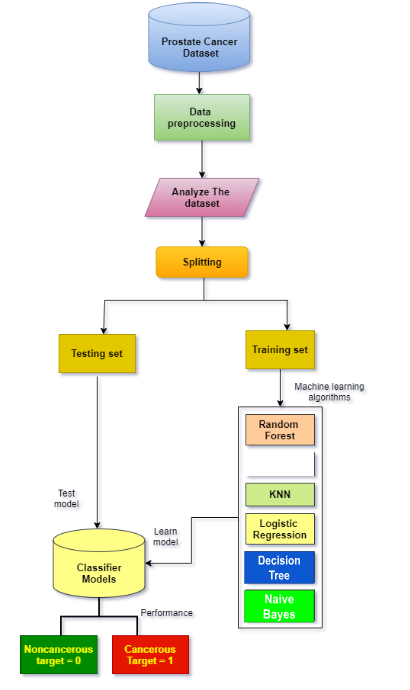 Prostate Cancer
Dataset
Data
preprocessing
Analyze The
dataset
Splitting
Testing set
Training set
Machine learning
algorithms
Random
Forest
KNN
Logistic
Regression
Decision
Tree
Naive
Bayes
Test
model
Learn
model
Classifier
Models
Performance
Noncancerous
target = 0
Cancerous
Target = 1